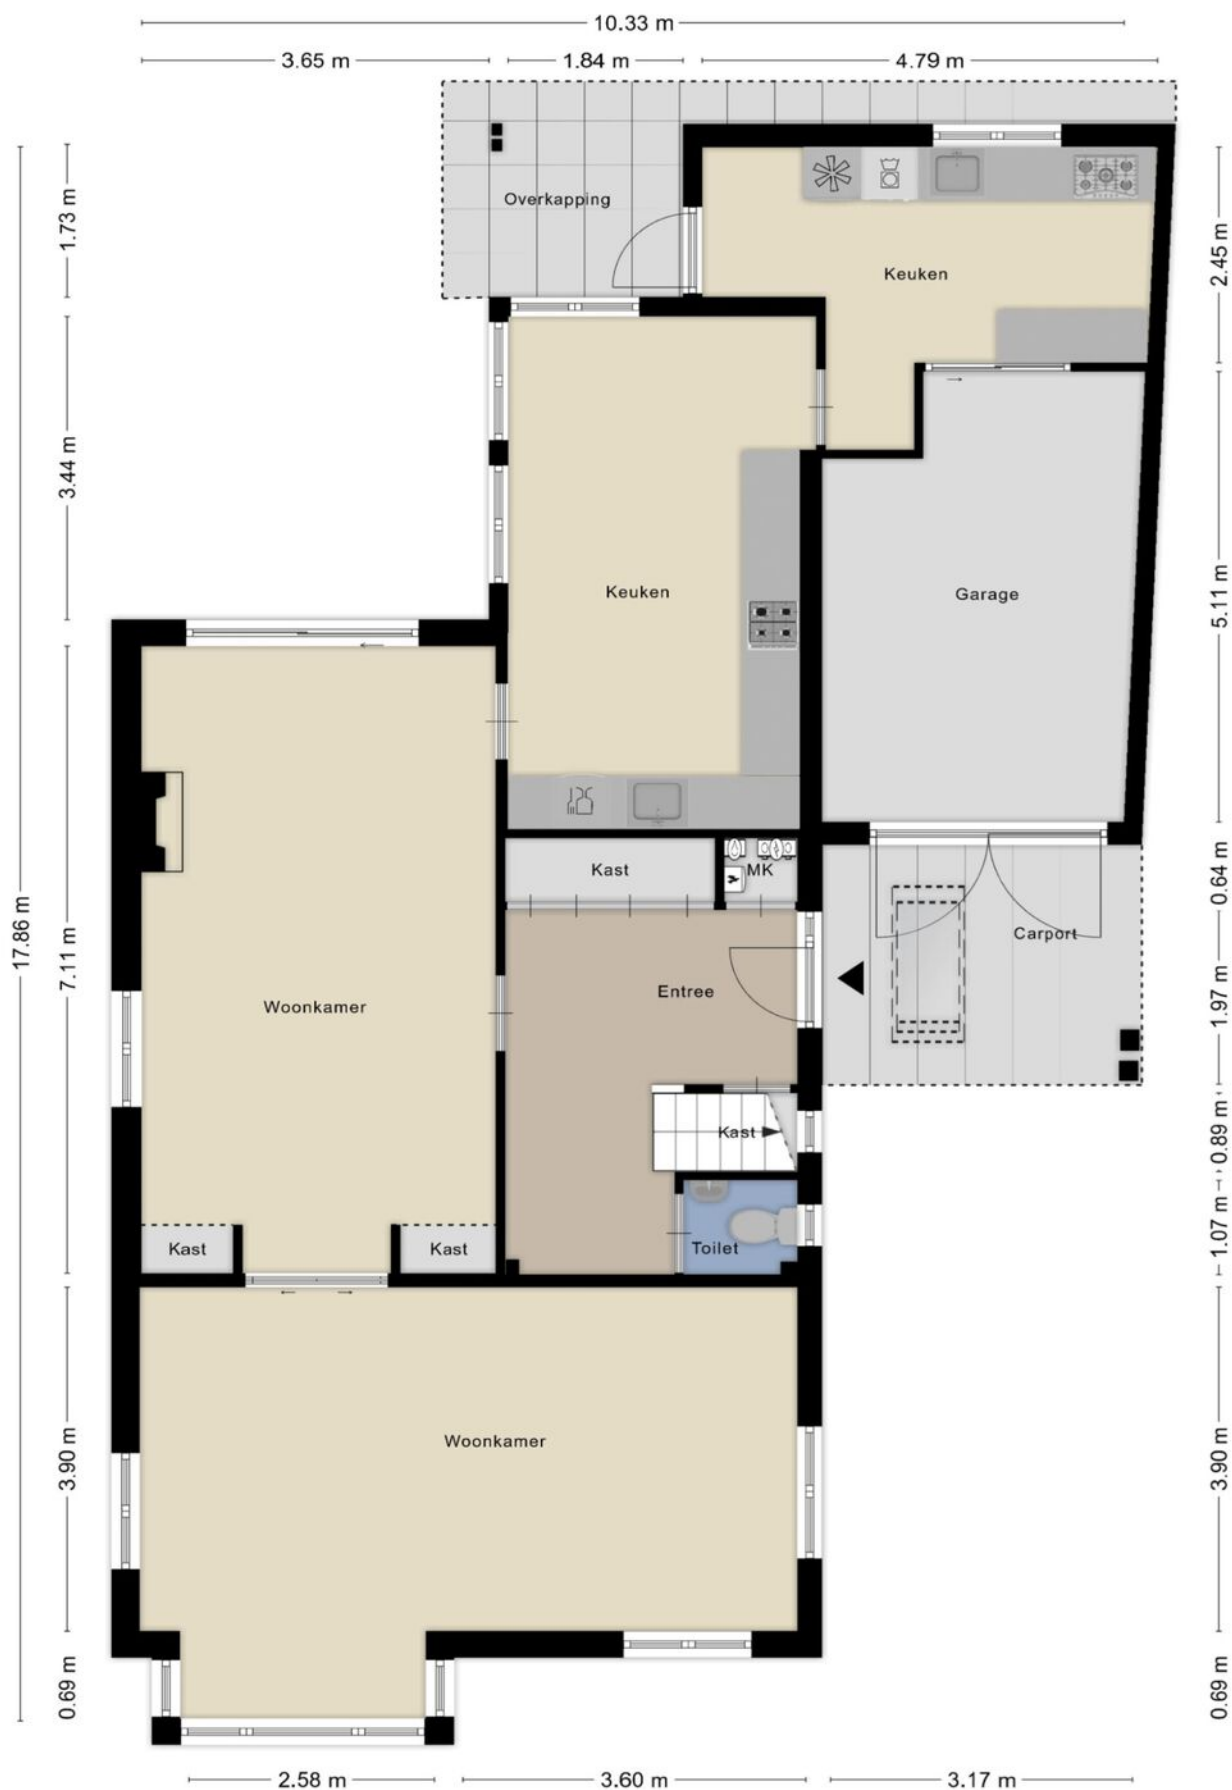 10.33 m
3.65 m
1.84 m
4.79 m
Overkapping
1.73 m
Keuken
2.45 m
3.44 m
Keuken
Garage
5.11 m
Kast
MK
0.64 m
17.86 m
7.11 m
Woonkamer
Entree
Carport
1.97 m
Kast
0.89 m
Kast
Kast
Toilet
1.07 m
Woonkamer
3.90 m
3.90 m
0.69 m
0.69 m
2.58 m
3.60 m
3.17 m